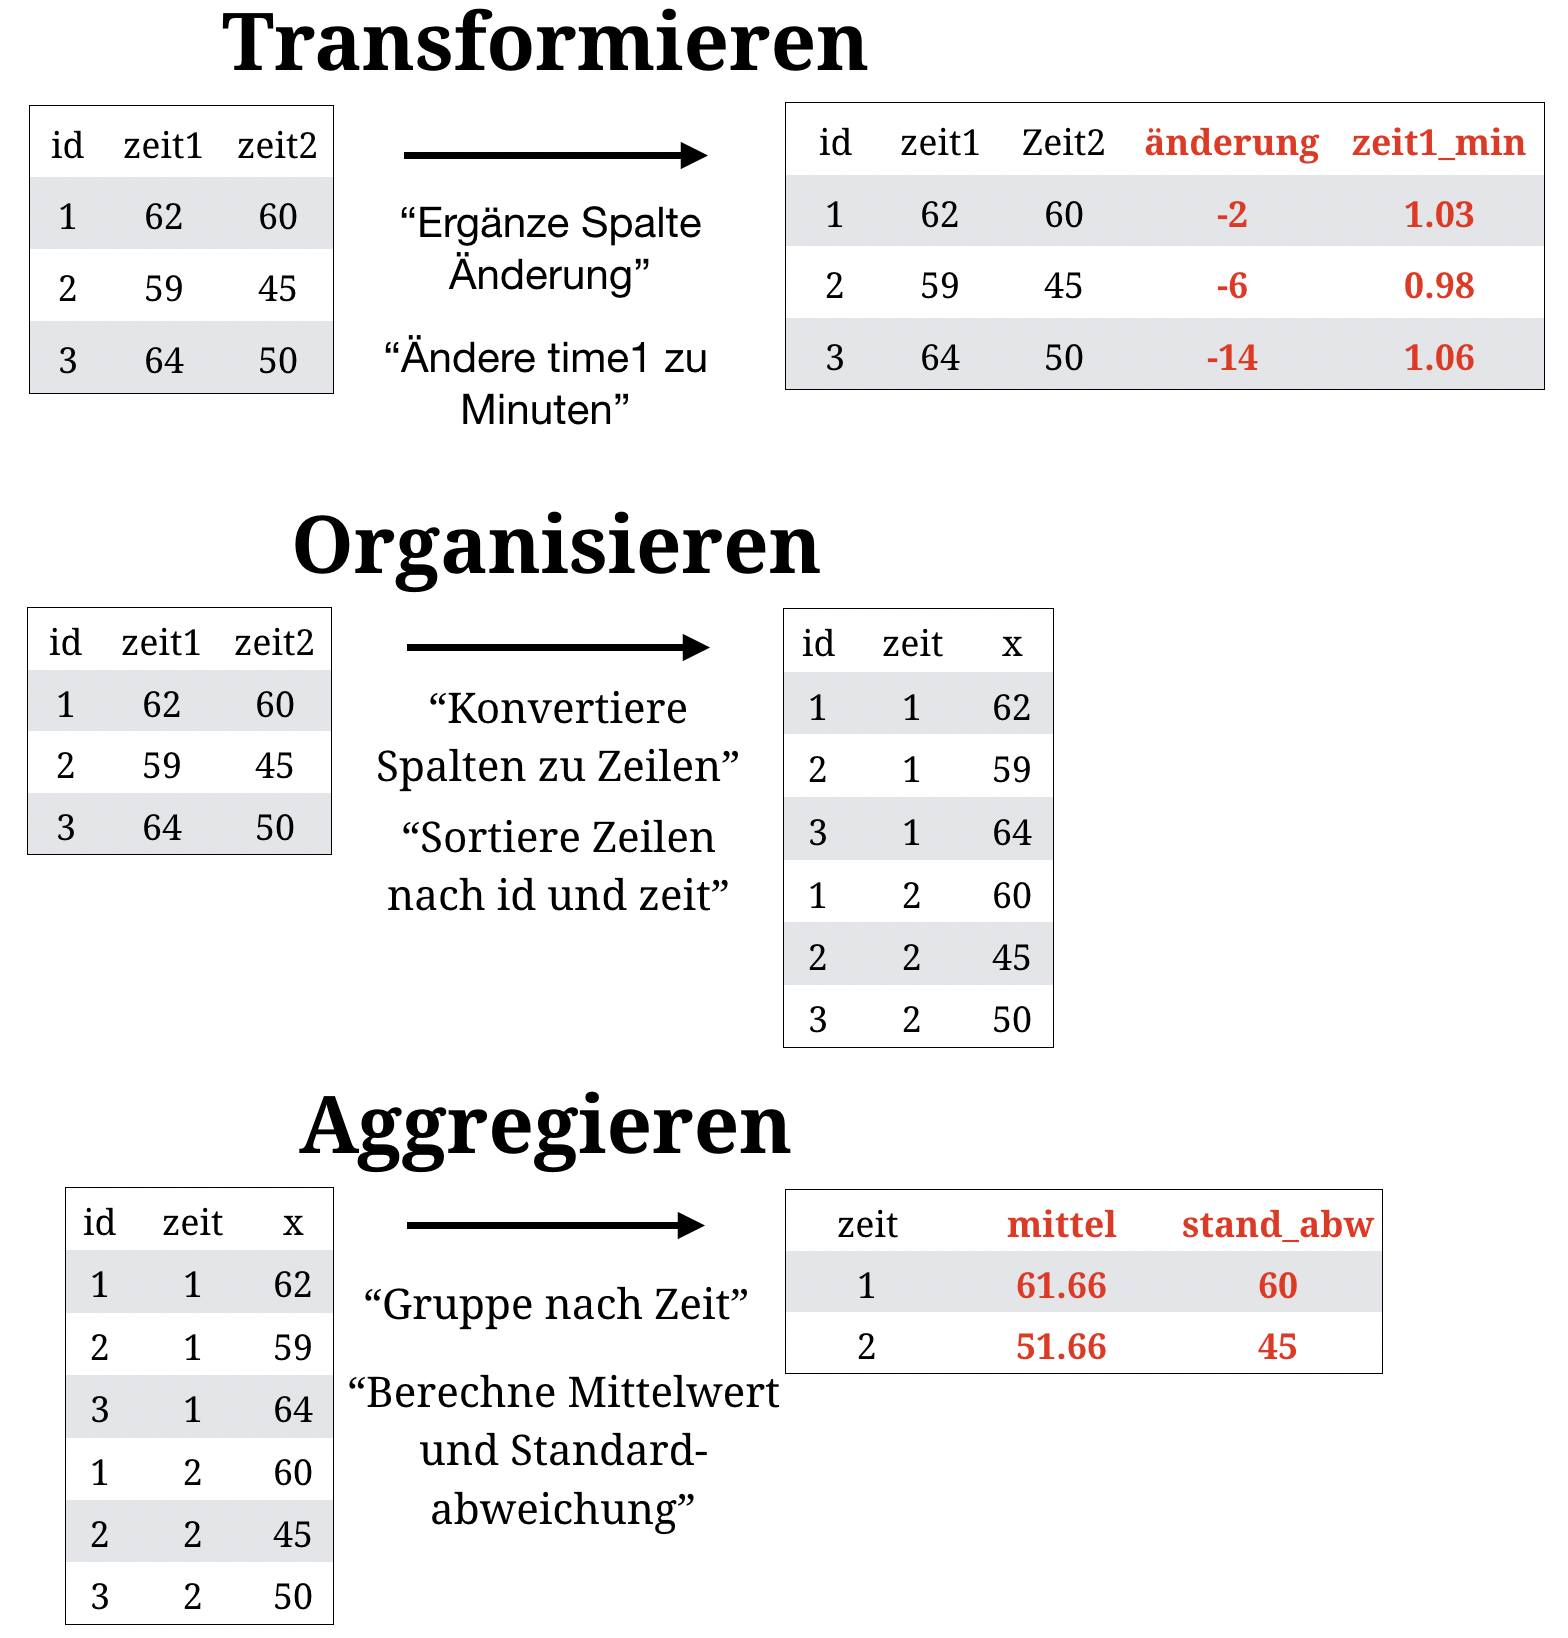 Transformieren
id zeit1 zeit2
1 62 60
2 59 45
3 64 50
“Ergänze Spalte
Änderung”
“Ändere time1 zu
Minuten”
id zeit1 Zeit2 änderung zeit1_min
1 62 60 -2 1.03
2 59 45 -6 0.98
3 64 50 -14 1.06
Organisieren
id zeit1 zeit2
1 62 60
2 59 45
3 64 50
“Konvertiere
Spalten zu Zeilen”
“Sortiere Zeilen
nach id und zeit”
id zeit x
1 1 62
2 1 59
3 1 64
1 2 60
2 2 45
3 2 50
Aggregieren
id zeit x
1 1 62
2 1 59
3 1 64
1 2 60
2 2 45
3 2 50
“Gruppe nach Zeit”
“Berechne Mittelwert
und Standard-
abweichung”
zeit mittel stand_abw
1 61.66 60
2 51.66 45